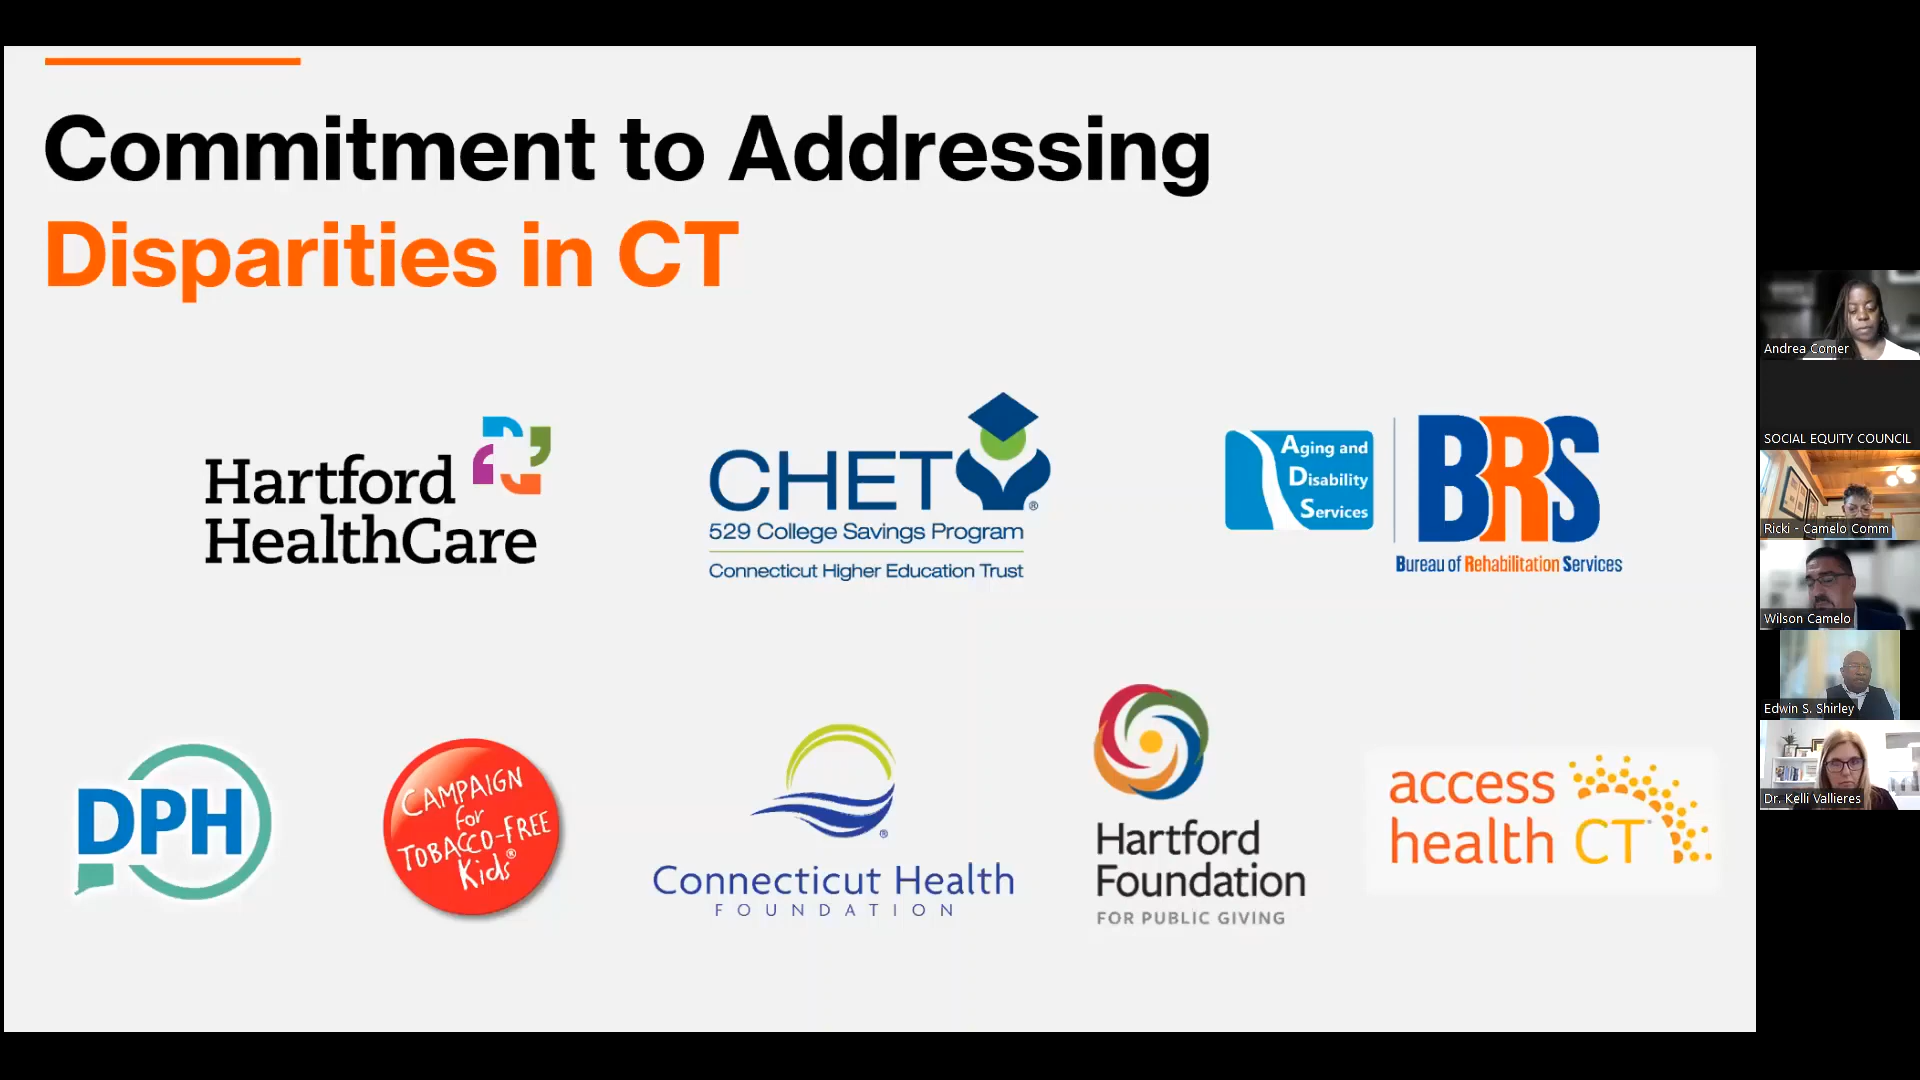 Commitment to Addressing
Disparities in CT
Hartford
HealthCare
CHET®
529 College Savings Program
Connecticut Higher Education Trust
Aging and
Disability
Services
BRS
Bureau of Rehabilitation Services
DPH
CAMPAIGN
for
TOBACCO-FREE
Kids®
®
Connecticut Health
FOUNDATION
Hartford
Foundation
FOR PUBLIC GIVING
access
health CT
Andrea Comer
SOCIAL EQUITY COUNCIL
Ricki - Camelo Comm
Wilson Camelo
Edwin S. Shirley
Dr. Kelli Vallieres